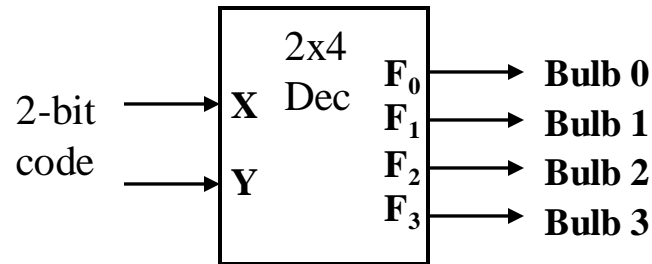 2-bit
code
X
Y
2x4
Dec
F₀
F₁
F₂
F₃
Bulb 0
Bulb 1
Bulb 2
Bulb 3